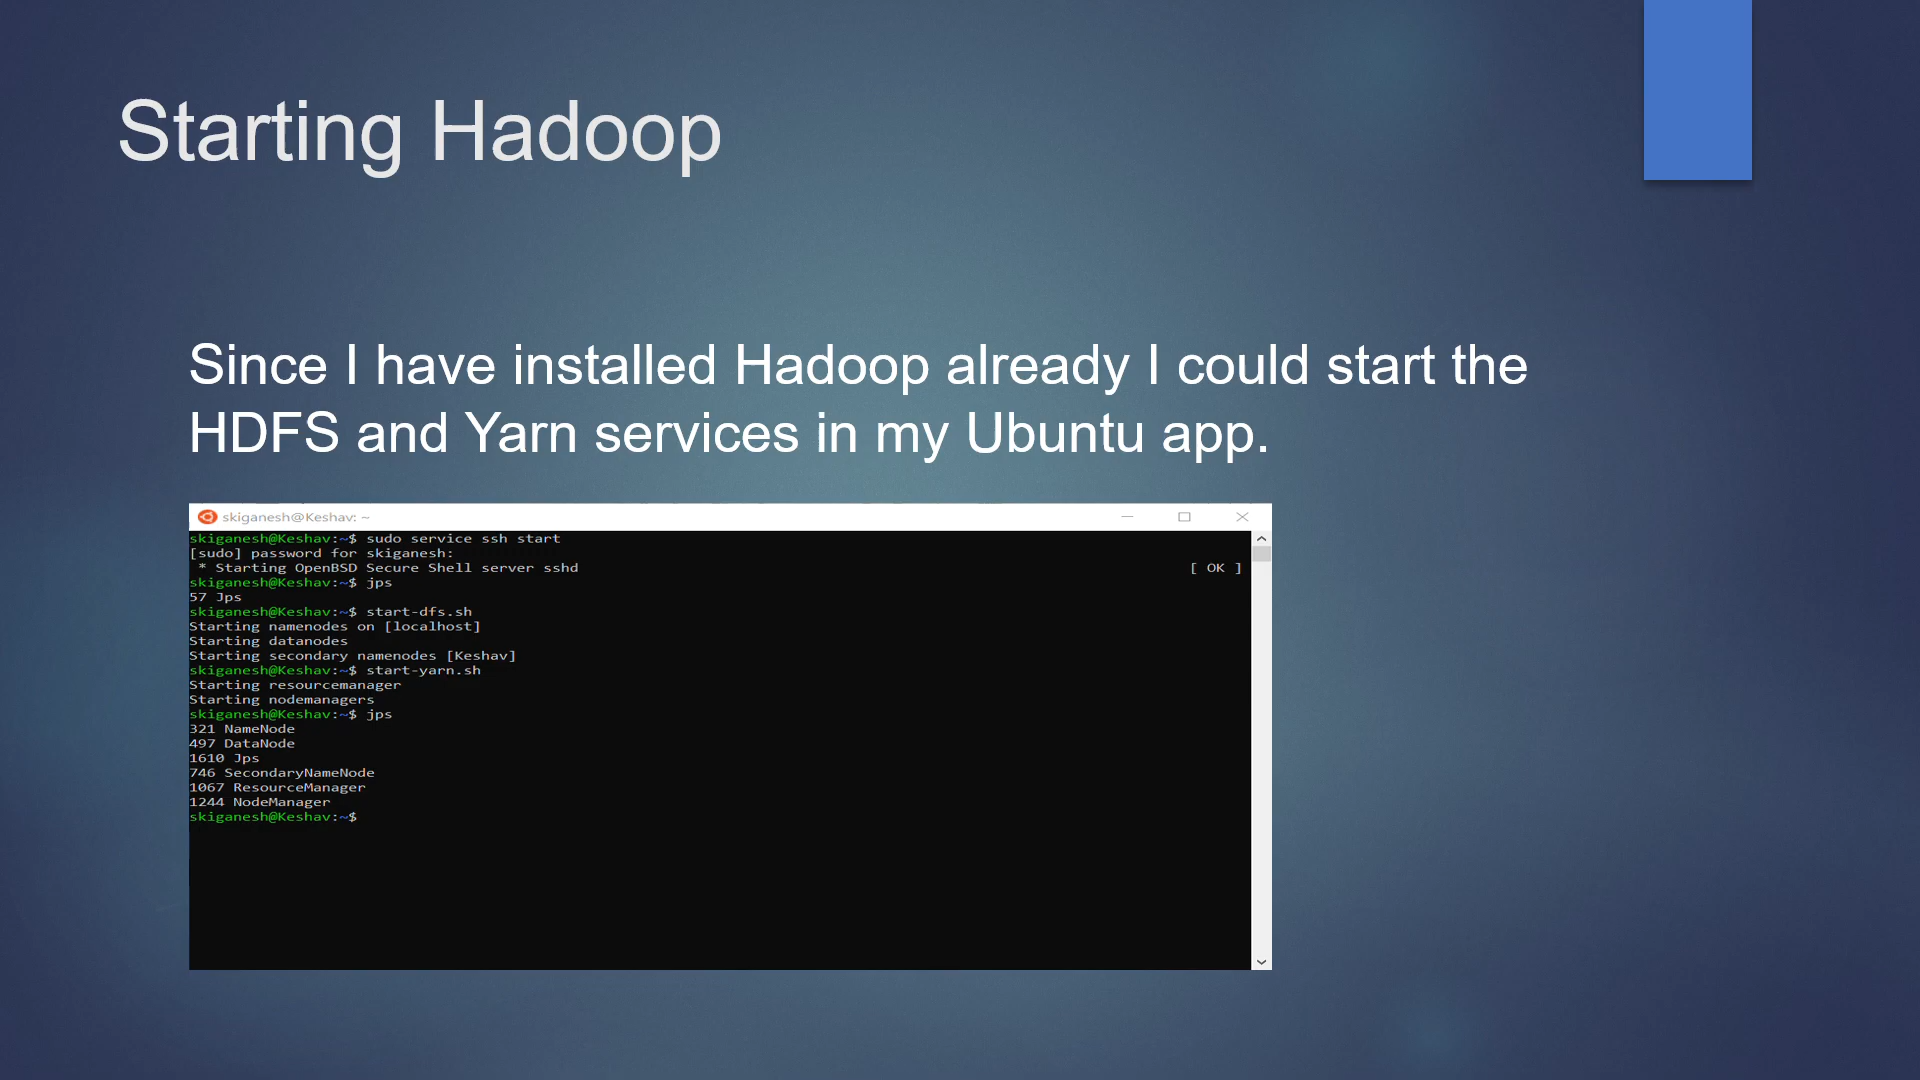 Starting Hadoop
Since I have installed Hadoop already I could start the
HDFS and Yarn services in my Ubuntu app.
skiganesh@Keshav: ~
skiganesh@Keshav:~$ sudo service ssh start
[sudo] password for skiganesh:
 * Starting OpenBSD Secure Shell server sshd [ OK ]
skiganesh@Keshav:~$ jps
57 Jps
skiganesh@Keshav:~$ start-dfs.sh
Starting namenodes on [localhost]
Starting datanodes
Starting secondary namenodes [Keshav]
skiganesh@Keshav:~$ start-yarn.sh
Starting resourcemanager
Starting nodemanagers
skiganesh@Keshav:~$ jps
321 NameNode
497 DataNode
1610 Jps
746 SecondaryNameNode
1067 ResourceManager
1244 NodeManager
skiganesh@Keshav:~$